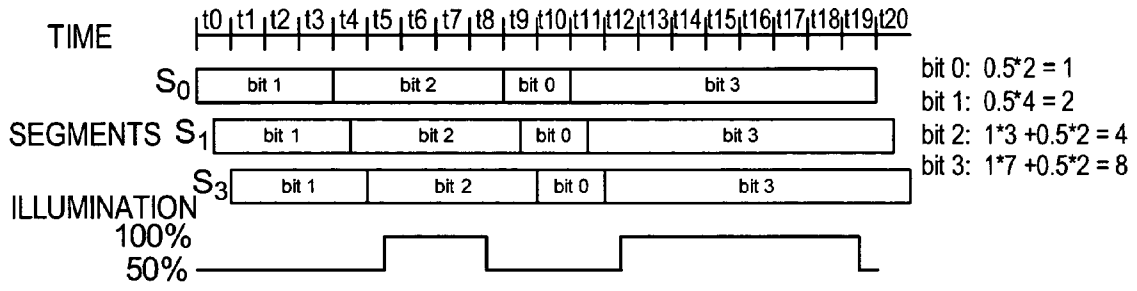 TIME t0 t1 t2 t3 t4 t5 t6 t7 t8 t9 t10 t11 t12 t13 t14 t15 t16 t17 t18 t19 t20
S0 bit 1 bit 2 bit 0 bit 3
SEGMENTS S1 bit 1 bit 2 bit 0 bit 3
S3 bit 1 bit 2 bit 0 bit 3
ILLUMINATION
100%
50%
bit 0: 0.5*2 = 1
bit 1: 0.5*4 = 2
bit 2: 1*3 +0.5*2 = 4
bit 3: 1*7 +0.5*2 = 8